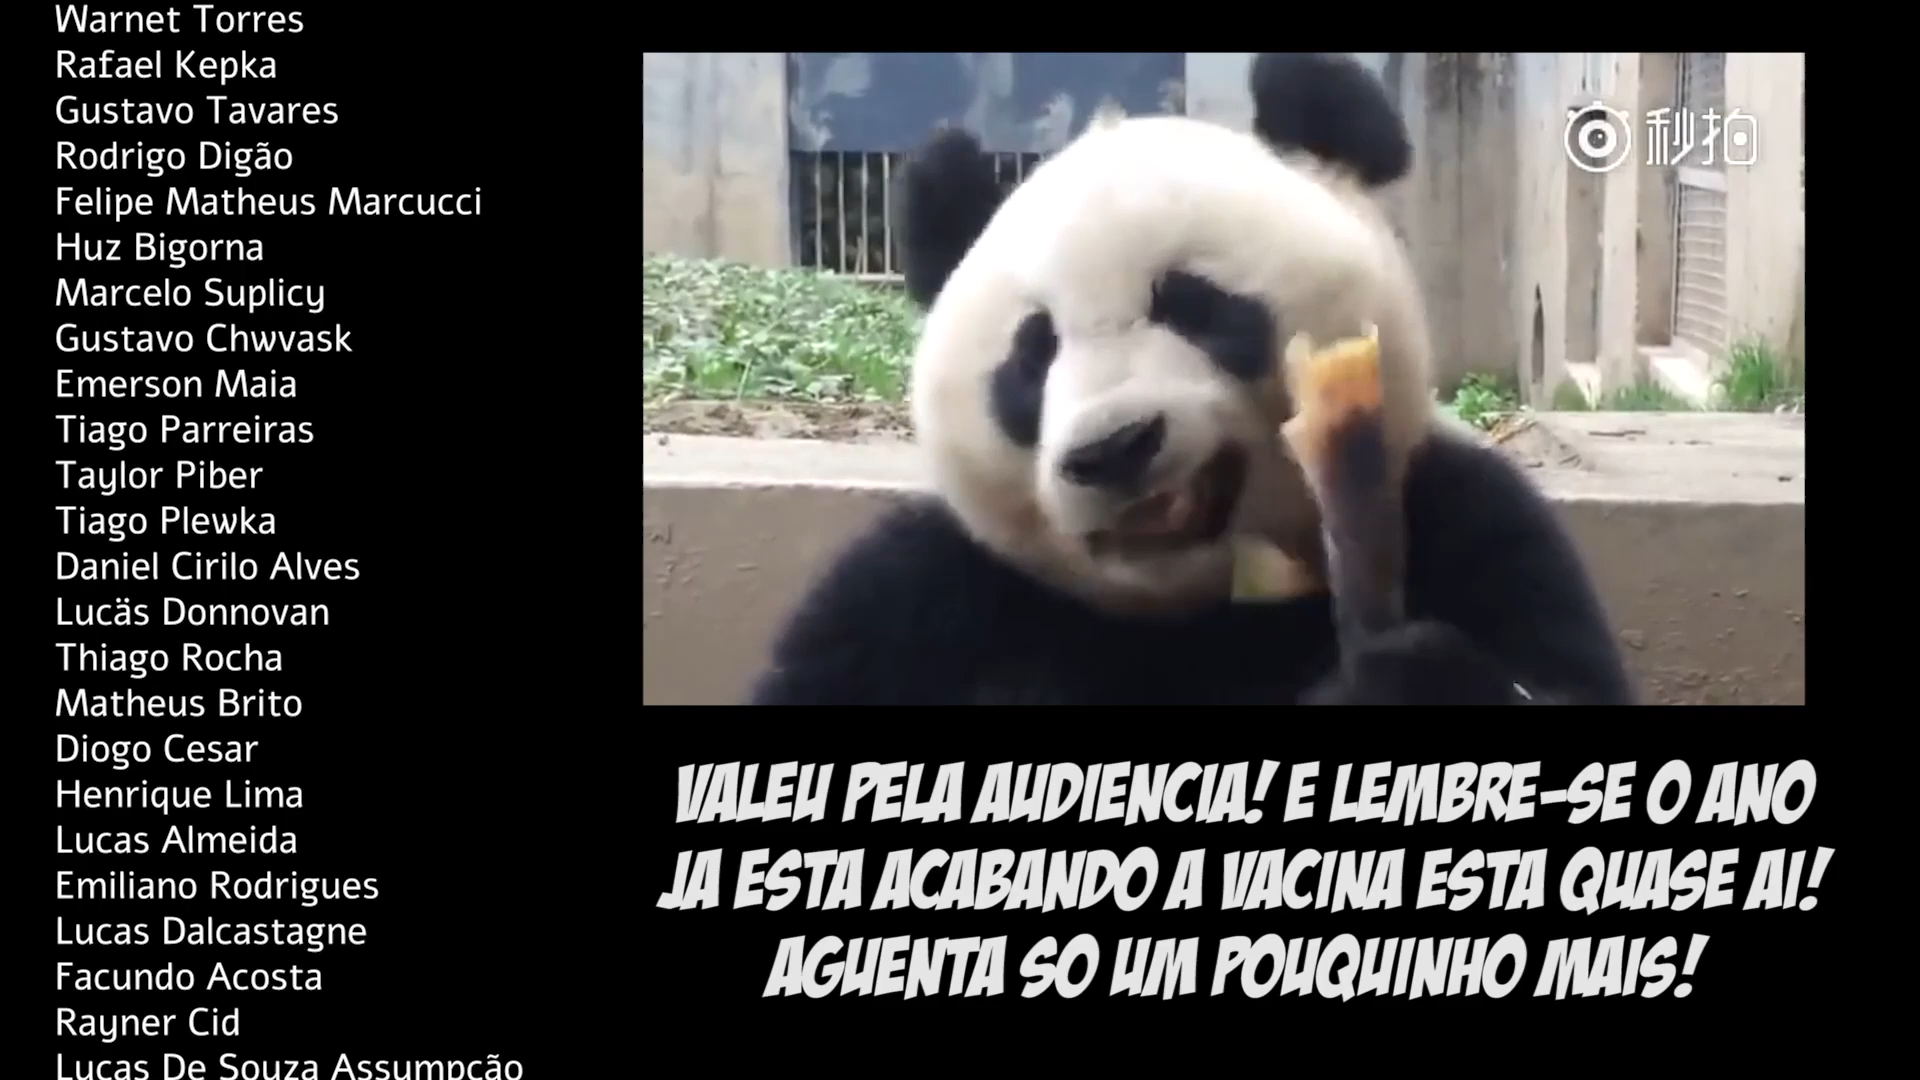 Warnet Torres
Rafael Kepka
Gustavo Tavares
Rodrigo Digão
Felipe Matheus Marcucci
Huz Bigorna
Marcelo Suplicy
Gustavo Chwvask
Emerson Maia
Tiago Parreiras
Taylor Piber
Tiago Plewka
Daniel Cirilo Alves
Lucäs Donnovan
Thiago Rocha
Matheus Brito
Diogo Cesar
Henrique Lima
Lucas Almeida
Emiliano Rodrigues
Lucas Dalcastagne
Facundo Acosta
Rayner Cid
Lucas De Souza Assumpção
秒拍
VALEU PELA AUDIENCIA! E LEMBRE-SE O ANO
JA ESTA ACABANDO A VACINA ESTA QUASE AI!
AGUENTA SO UM POUQUINHO MAIS!